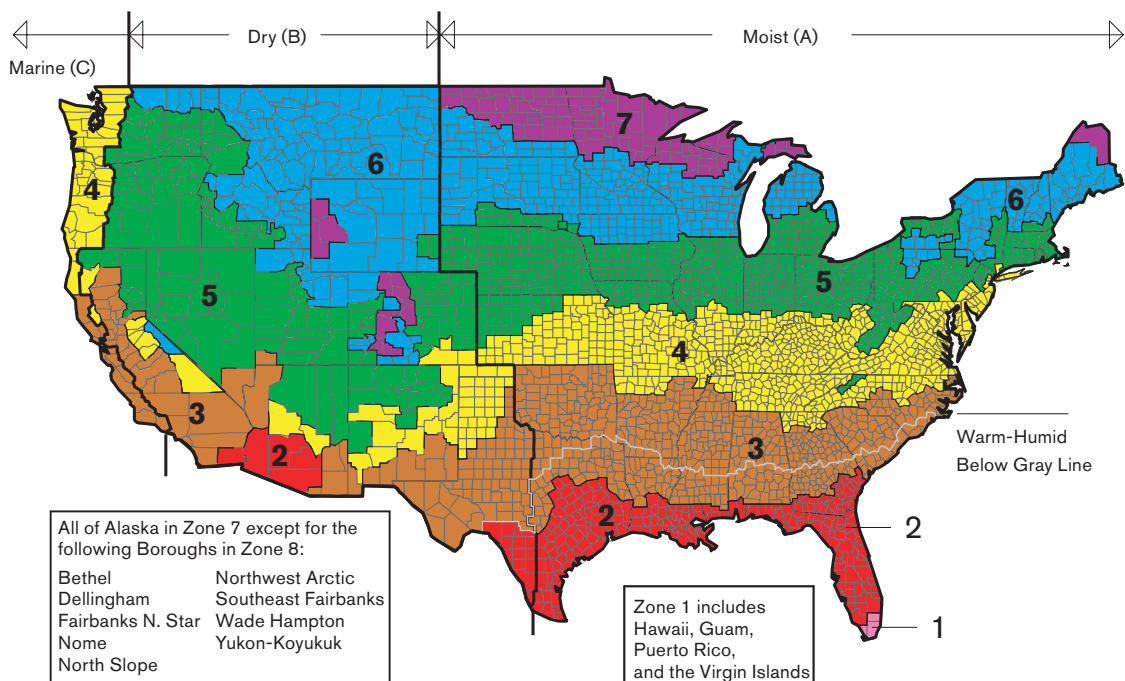 Dry (B)
Moist (A)
Marine (C)
7
6
4
6
5
5
4
3
3
2
Warm-Humid
Below Gray Line
2
2
1
All of Alaska in Zone 7 except for the
following Boroughs in Zone 8:
Bethel
Dellingham
Fairbanks N. Star
Nome
North Slope
Northwest Arctic
Southeast Fairbanks
Wade Hampton
Yukon-Koyukuk
Zone 1 includes
Hawaii, Guam,
Puerto Rico,
and the Virgin Islands